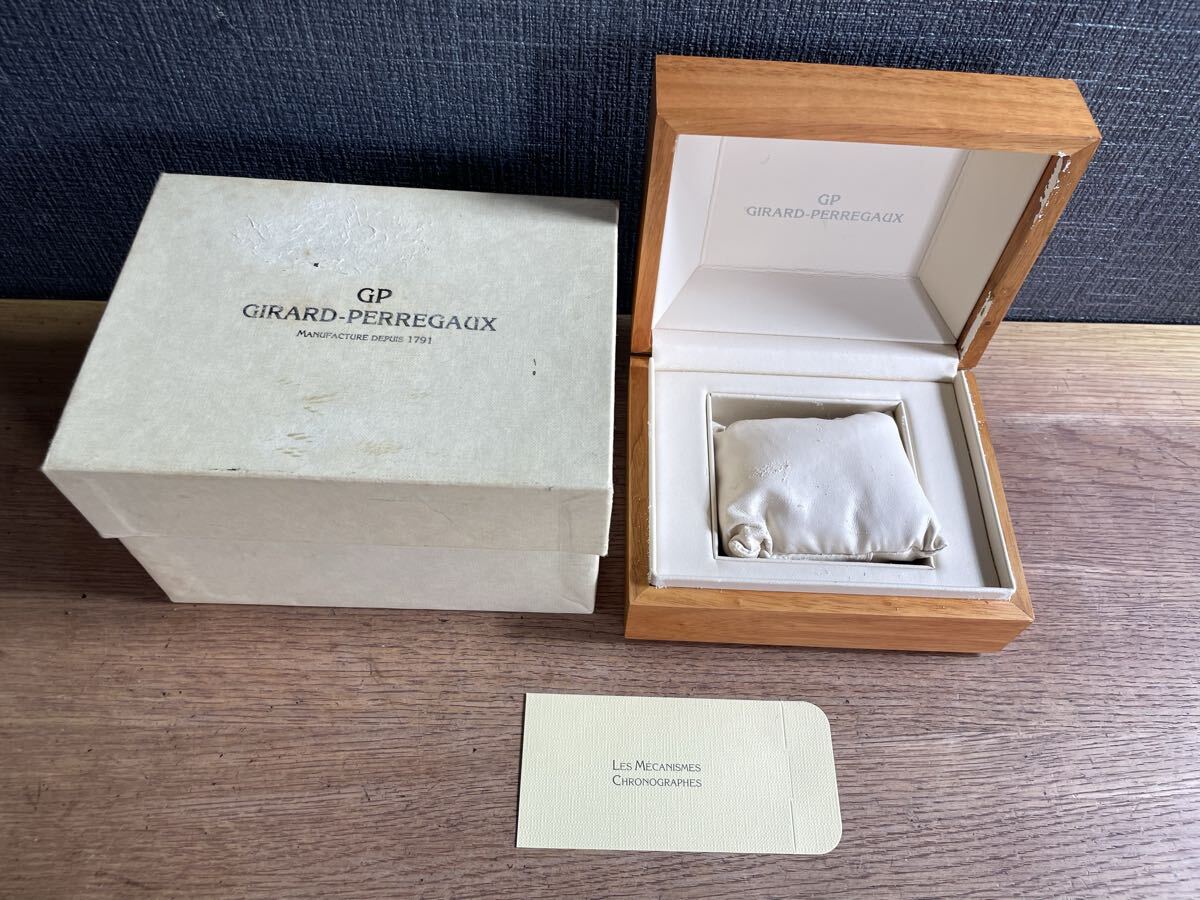 GP
GIRARD-PERREGAUX
MANUFACTURE DEPUIS 1791
GP
GIRARD-PERREGAUX
LES MÉCANISMES
CHRONOGRAPHES